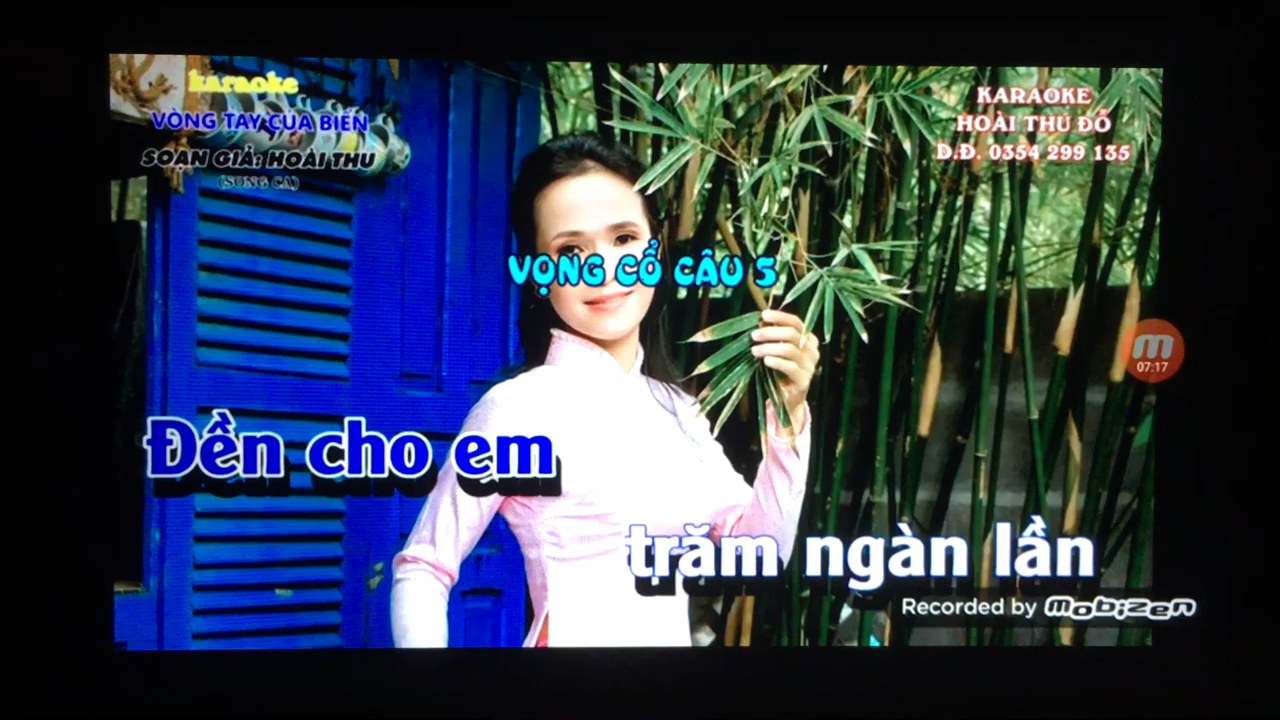 karaoke
VÒNG TAY CỦA BIỂN
SOẠN GIẢ: HOÀI THU
(SONG CA)
KARAOKE
HOÀI THU ĐỖ
D.Đ. 0354 299 135
VỌNG CỔ CÂU 5
07:17
Đền cho em
trăm ngàn lần
Recorded by mobizen